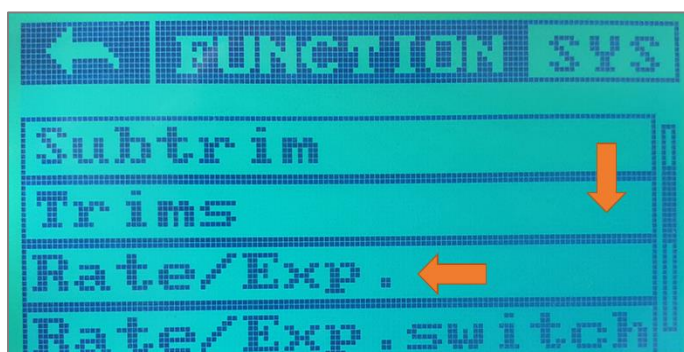 FUNCTION SYS
Subtrim
Trims
Rate/Exp.
Rate/Exp.switch